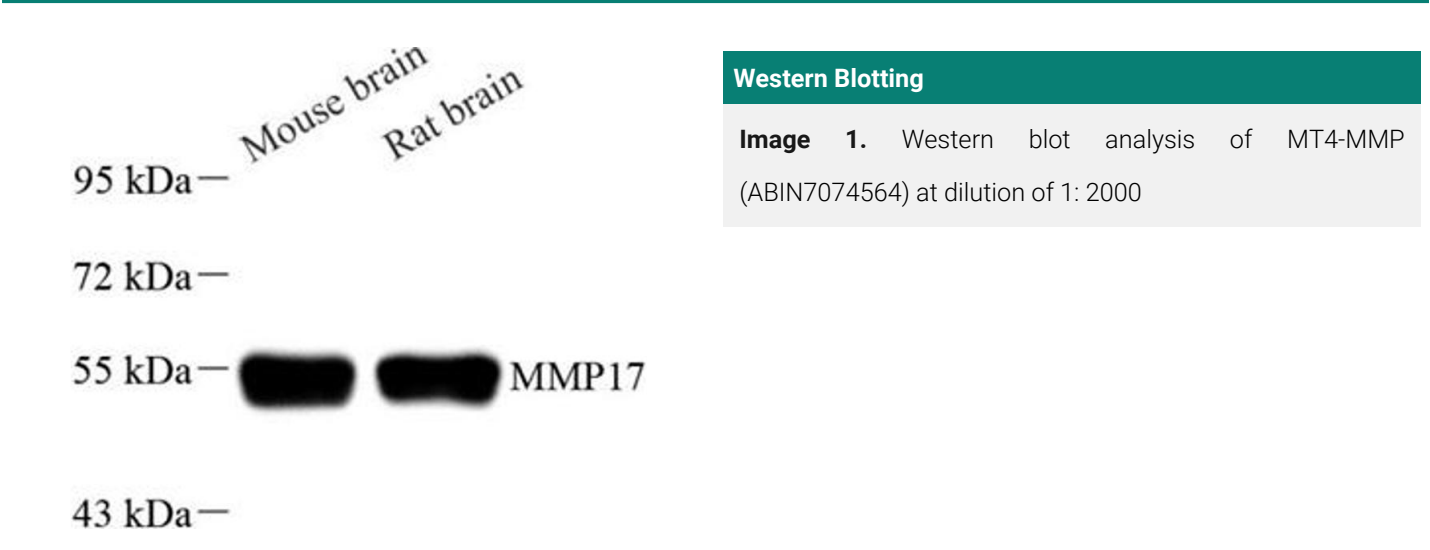 Mouse brain
Rat brain
95 kDa
72 kDa
55 kDa
MMP17
43 kDa
Western Blotting
Image 1. Western blot analysis of MT4-MMP
(ABIN7074564) at dilution of 1: 2000